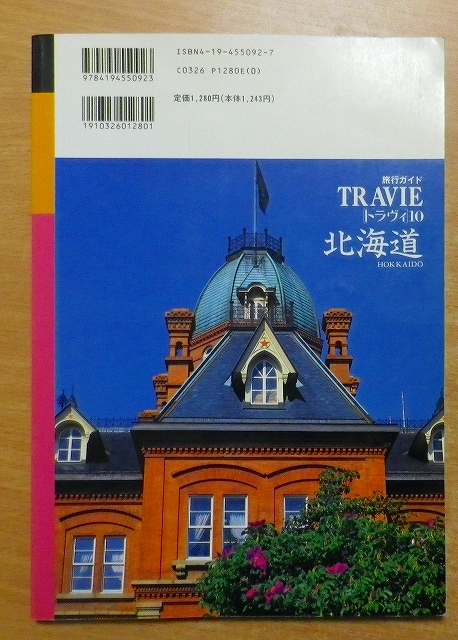 ISBN4-19-455092-7
9784194550923
C0326 P1280E(0)
定価1,280円(本体1,243円)
1910326012801
旅行ガイド
TRAVIE
[トラヴィ]10
北海道
HOKKAIDO